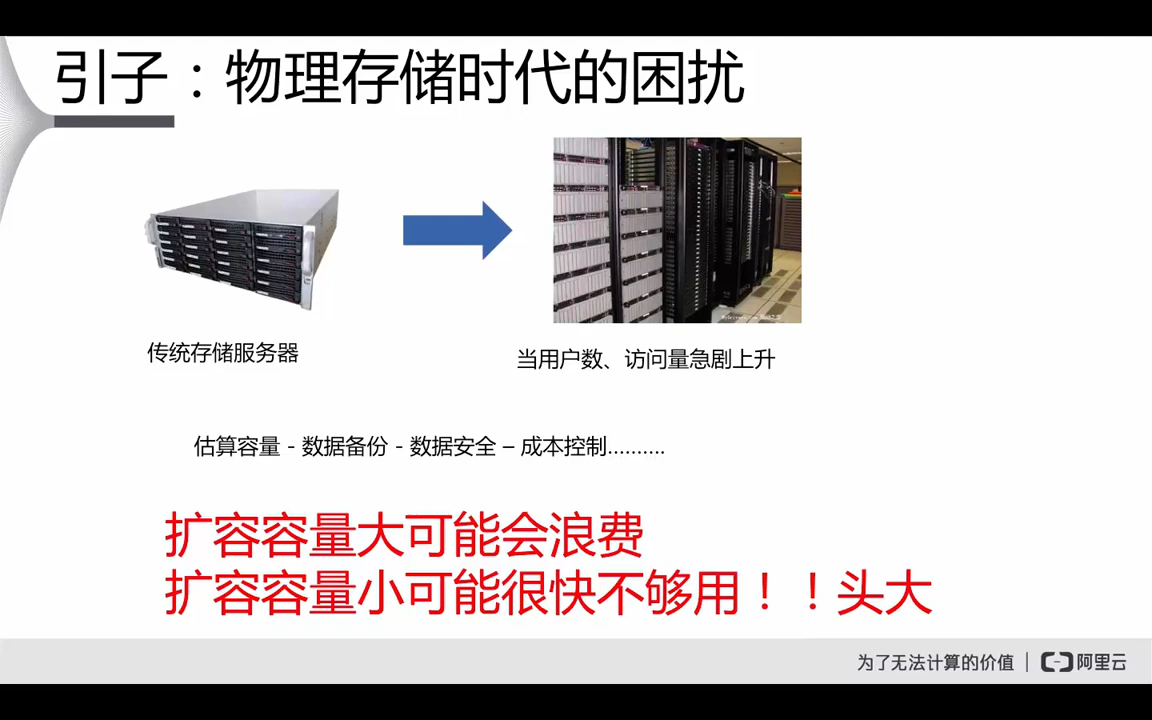 引子：物理存储时代的困扰
传统存储服务器
当用户数、访问量急剧上升
估算容量 - 数据备份 - 数据安全 – 成本控制..........
扩容容量大可能会浪费
扩容容量小可能很快不够用！！头大
为了无法计算的价值 | 阿里云